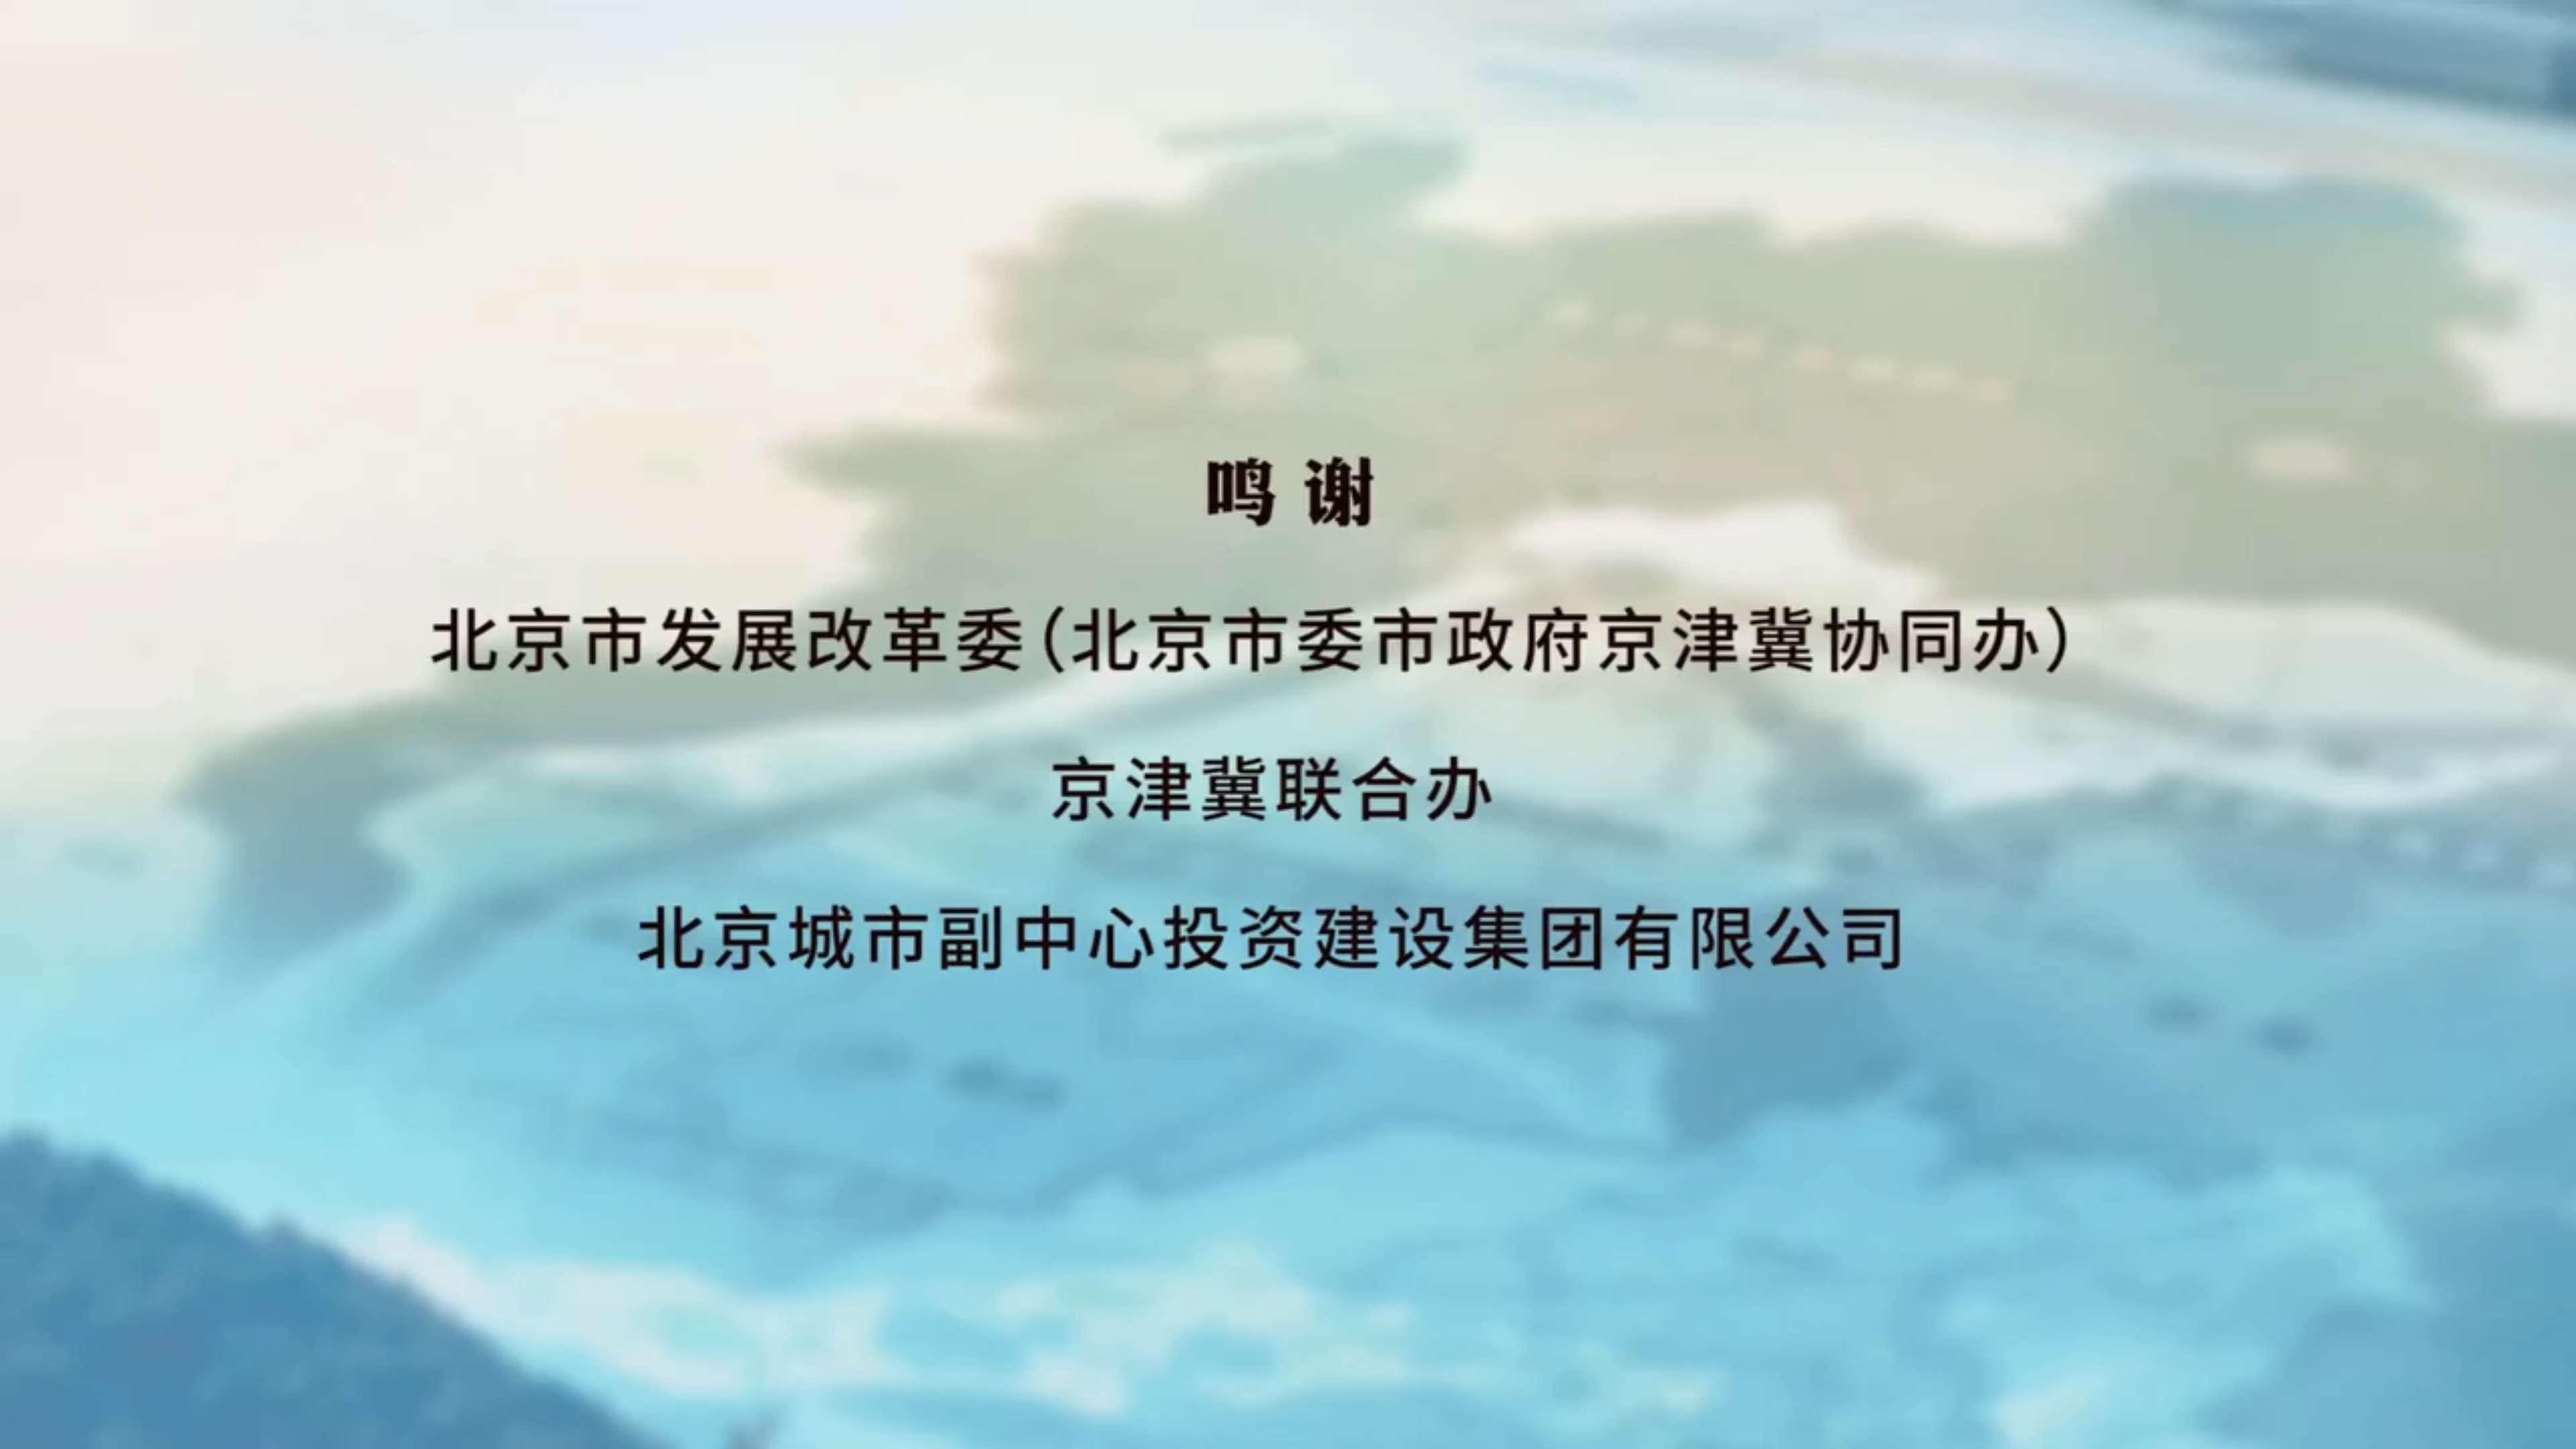 鸣 谢
北京市发展改革委（北京市委市政府京津冀协同办）
京津冀联合办
北京城市副中心投资建设集团有限公司